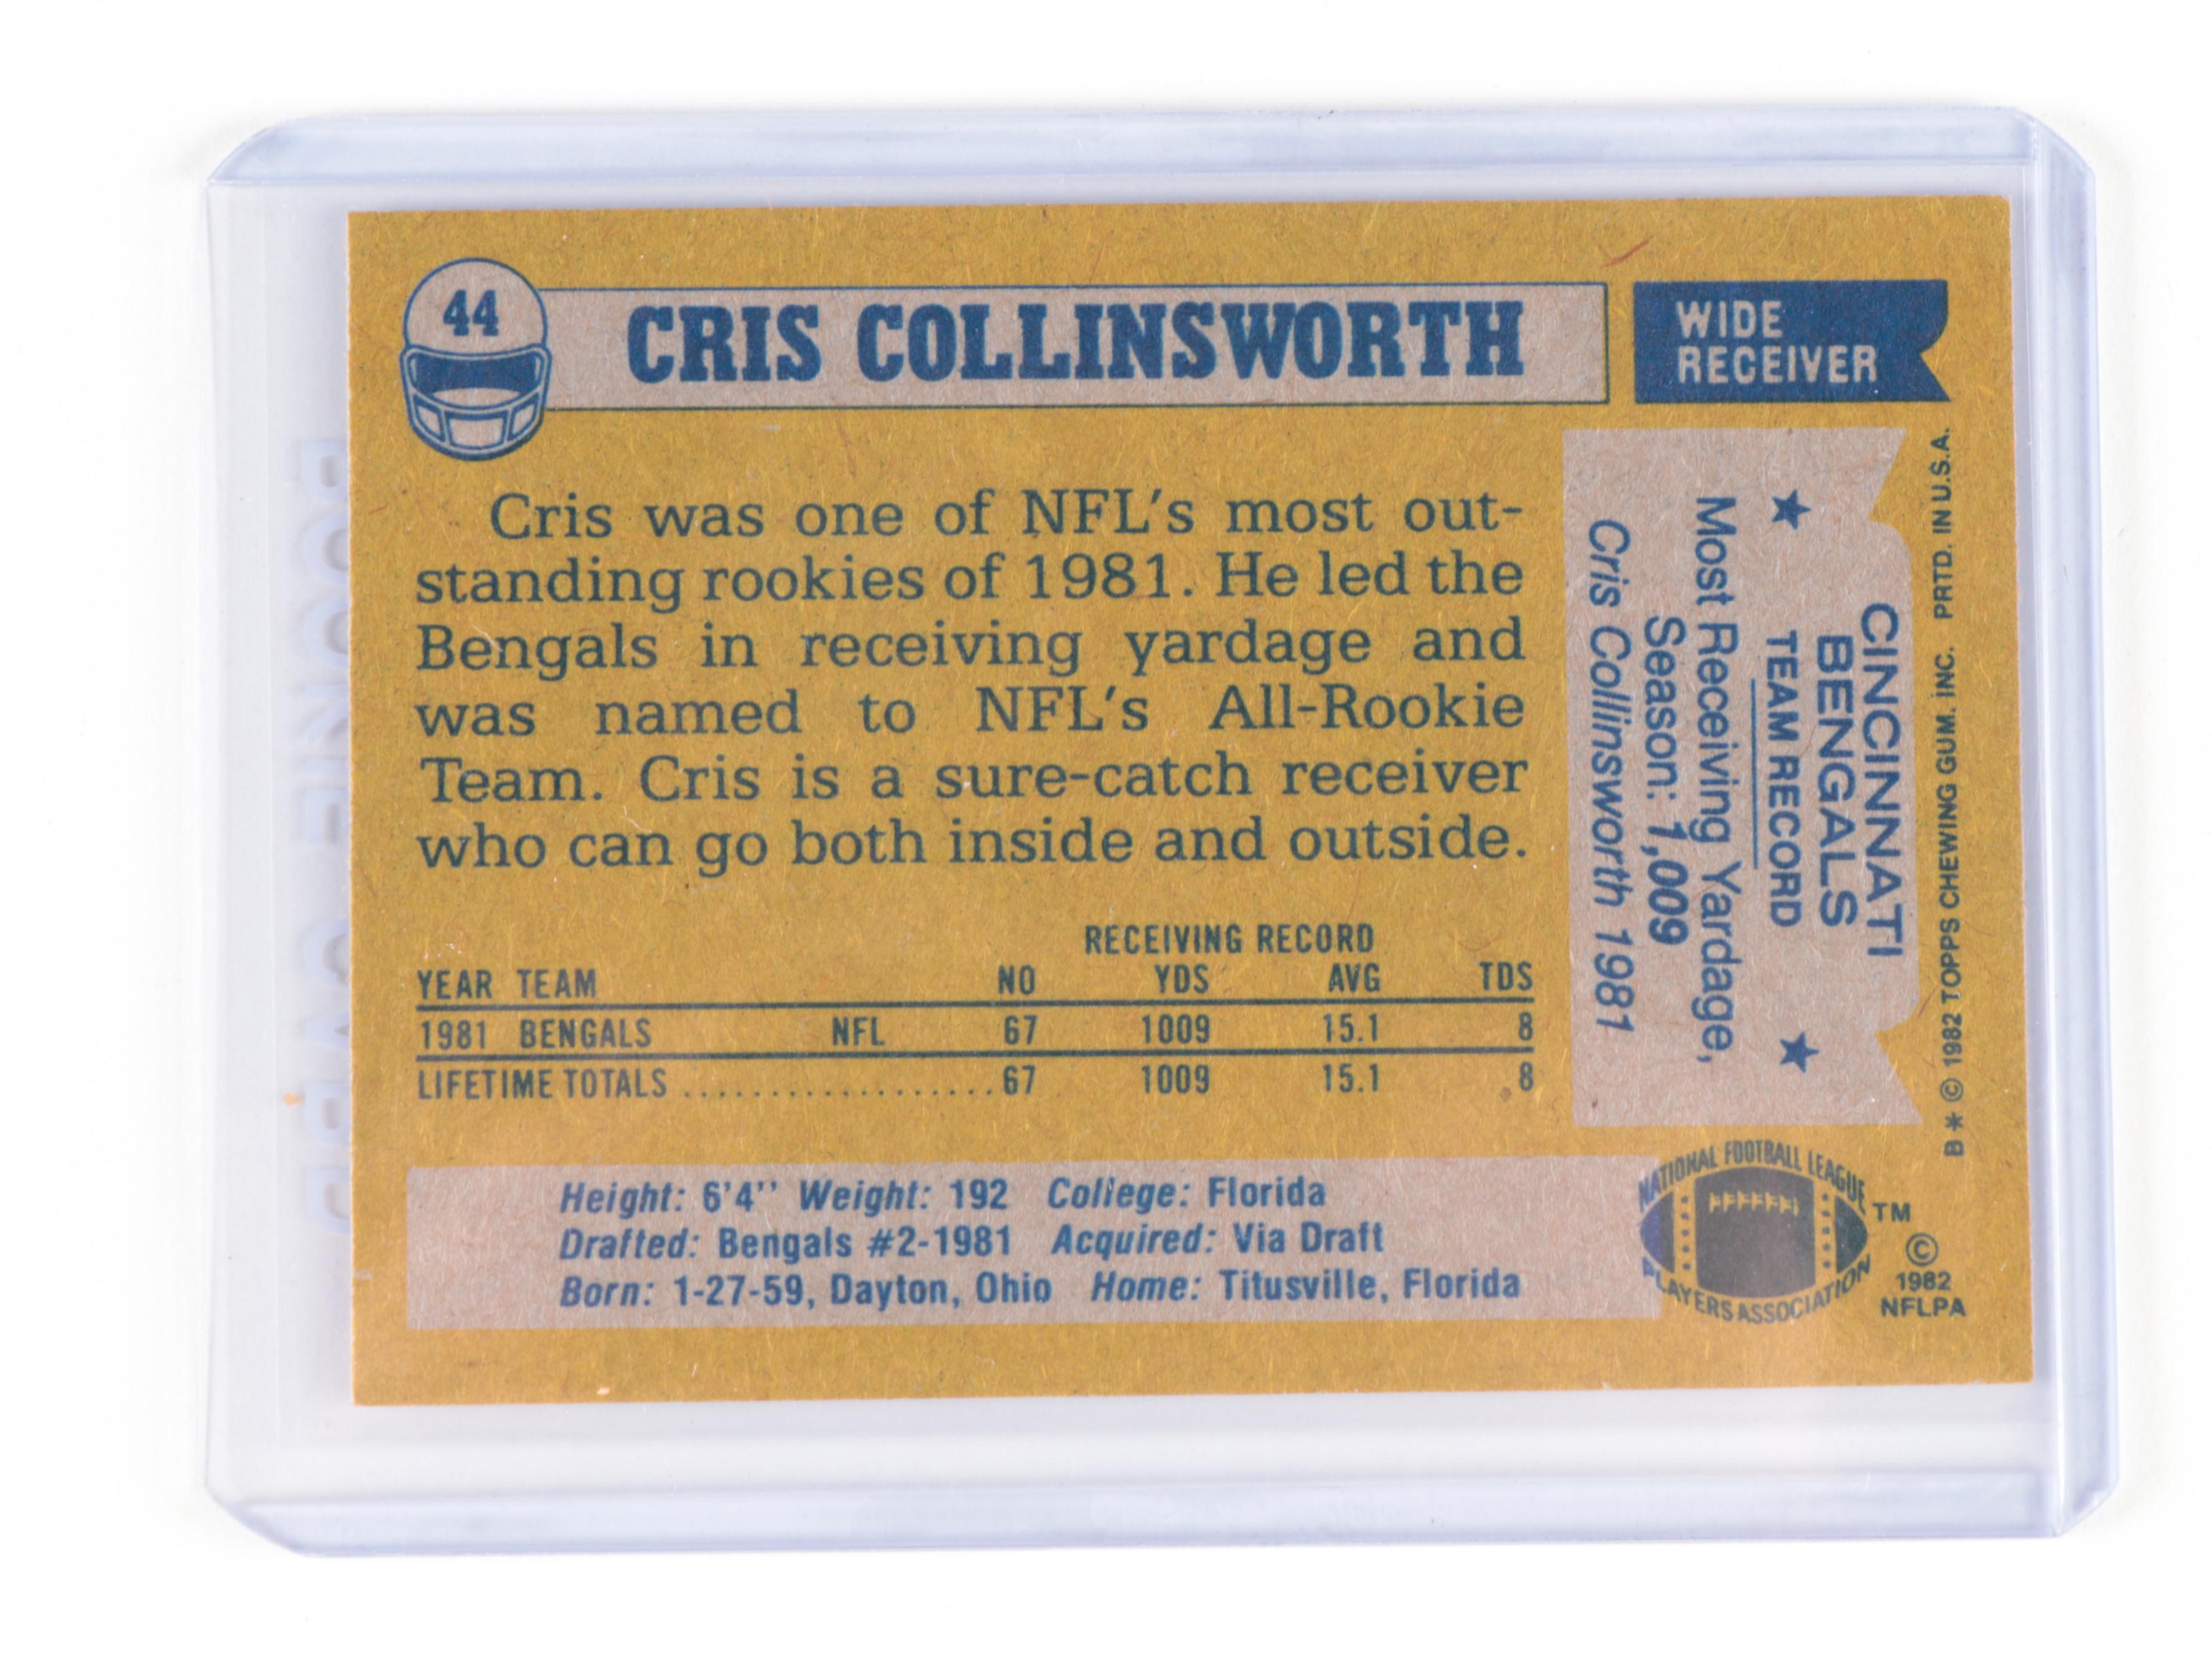 44
CRIS COLLINSWORTH
WIDE
RECEIVER
Cris was one of NFL's most out-
standing rookies of 1981. He led the
Bengals in receiving yardage and
was named to NFL's All-Rookie
Team. Cris is a sure-catch receiver
who can go both inside and outside.
RECEIVING RECORD
YEAR TEAM NO YDS AVG TDS
1981 BENGALS NFL 67 1009 15.1 8
LIFETIME TOTALS .................. 67 1009 15.1 8
Height: 6'4'' Weight: 192 College: Florida
Drafted: Bengals #2-1981 Acquired: Via Draft
Born: 1-27-59, Dayton, Ohio Home: Titusville, Florida
CINCINNATI
BENGALS
★ TEAM RECORD ★
Most Receiving Yardage,
Season: 1,009
Cris Collinsworth 1981
B* © 1982 TOPPS CHEWING GUM. INC. PRTD. IN U.S.A.
NATIONAL FOOTBALL LEAGUE
PLAYERS ASSOCIATION
TM
©
1982
NFLPA
ROOKIE CARD